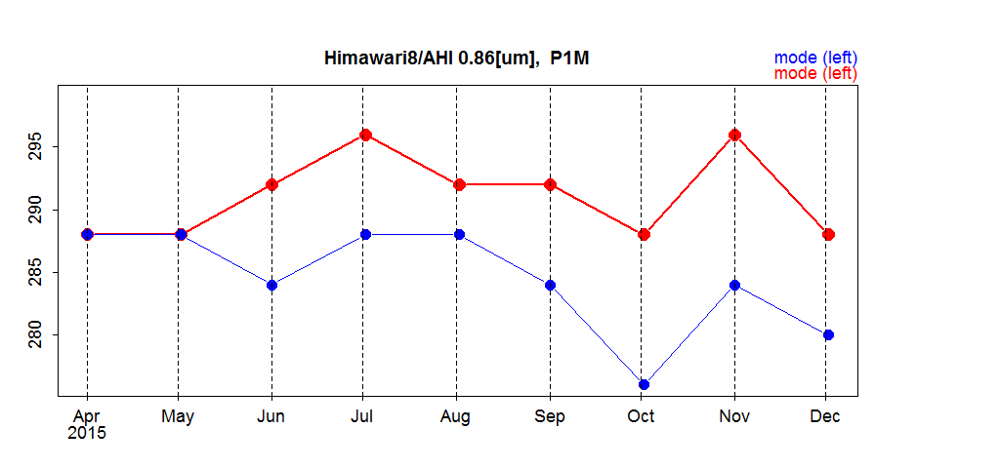 Himawari8/AHI 0.86[um],  P1M
mode (left)
mode (left)
295
290
285
280
Apr May Jun Jul Aug Sep Oct Nov Dec
2015